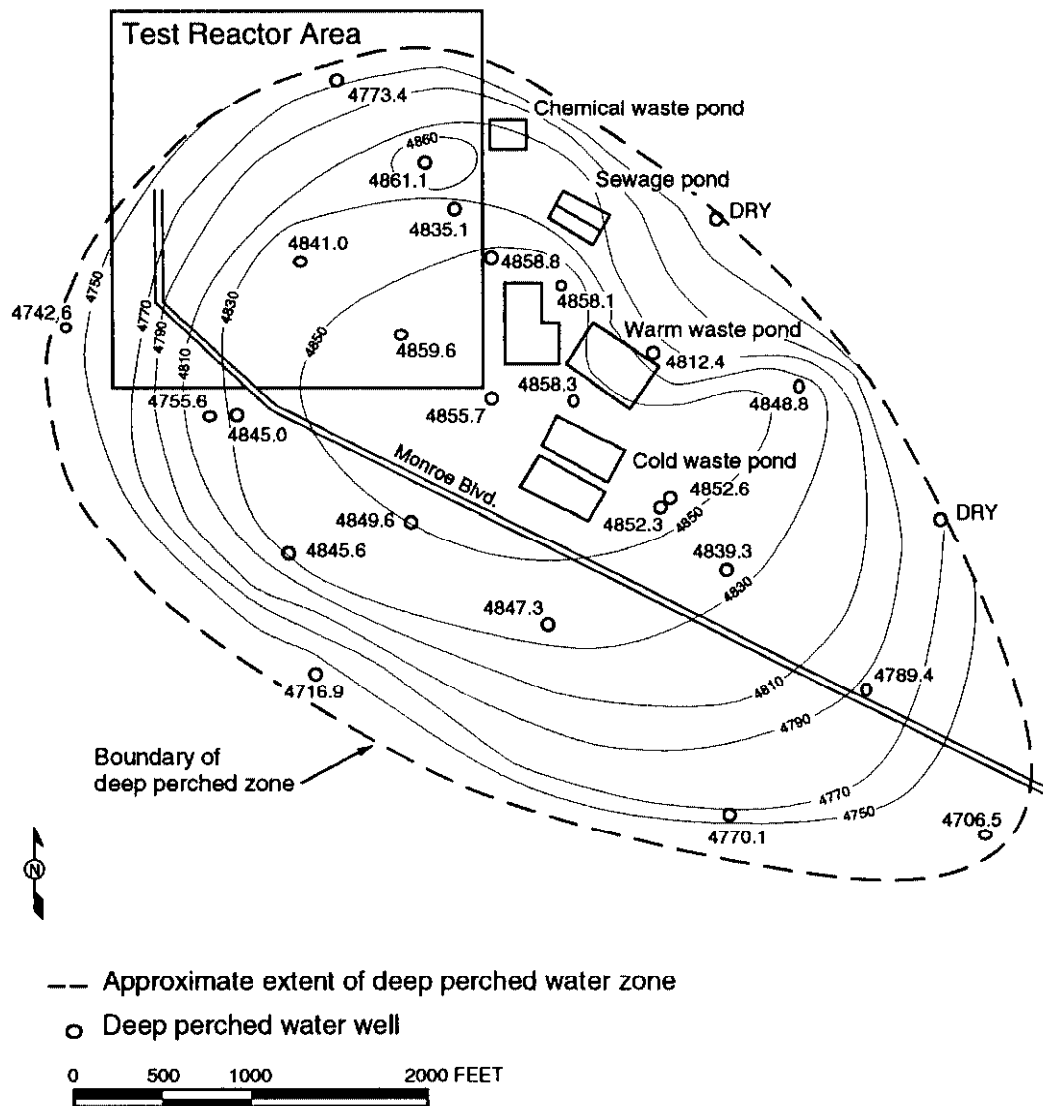 Test Reactor Area
4773.4
Chemical waste pond
4860
4861.1
Sewage pond
4835.1
DRY
4841.0
4858.8
4750
4770
4790
4810
4830
4850
4742.6
4858.1
Warm waste pond
4812.4
4859.6
4858.3
4755.6
4845.0
4855.7
4848.8
Monroe Blvd.
Cold waste pond
4852.6
4852.3
4850
DRY
4849.6
4845.6
4839.3
4830
4847.3
4716.9
4810
4789.4
4790
Boundary of
deep perched zone
4770
4750
4770.1
4706.5
N
Approximate extent of deep perched water zone
Deep perched water well
0 500 1000 2000 FEET